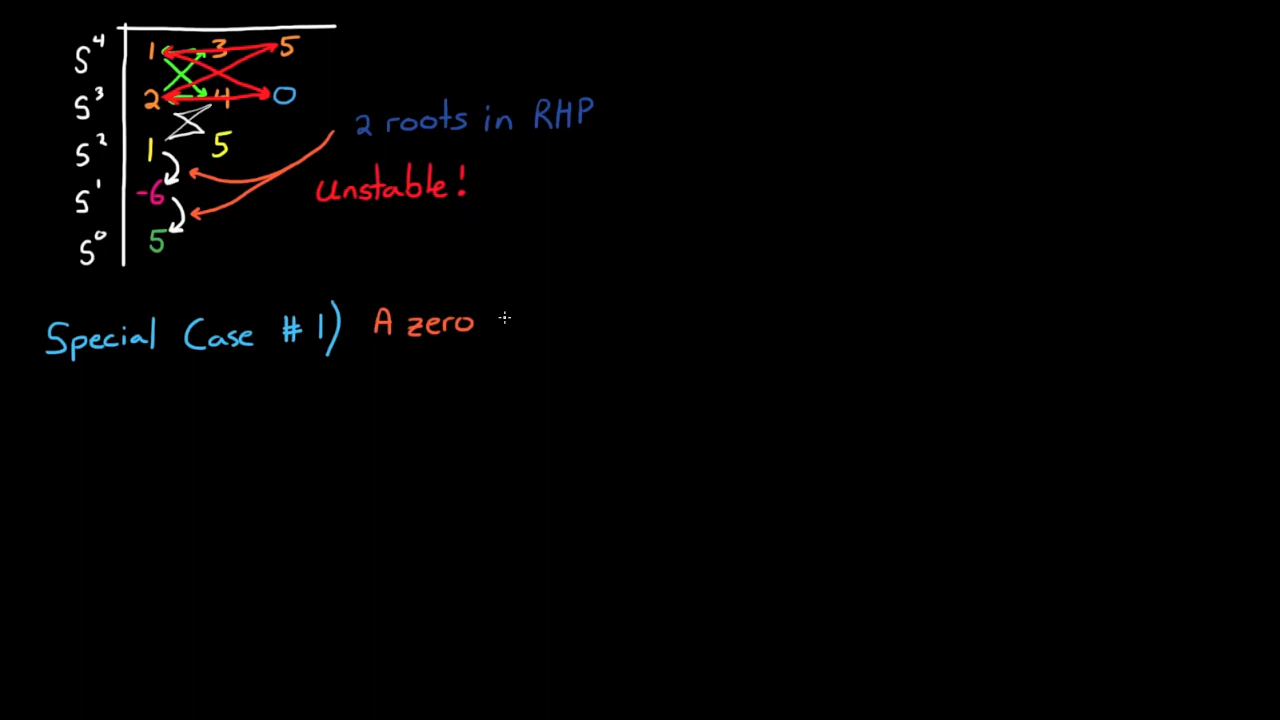 S⁴ 1 3 5
S³ 2 4 0
S² 1 5
S¹ -6
S⁰ 5
2 roots in RHP
Unstable!
Special Case #1) A zero